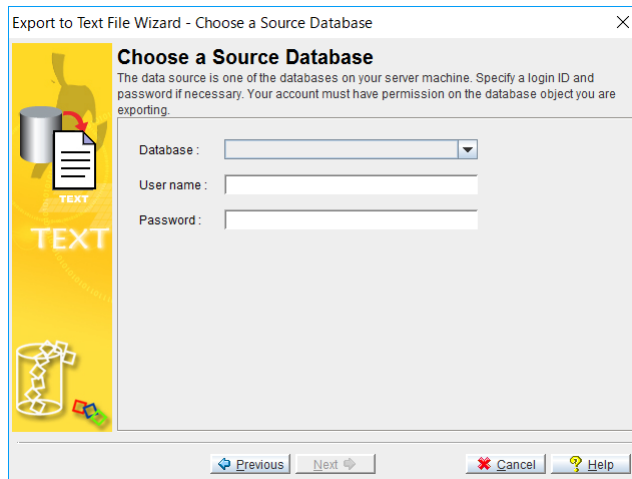 Export to Text File Wizard - Choose a Source Database
Choose a Source Database
The data source is one of the databases on your server machine. Specify a login ID and
password if necessary. Your account must have permission on the database object you are
exporting.
Database :
User name :
Password :
TEXT
TEXT
Previous Next Cancel Help